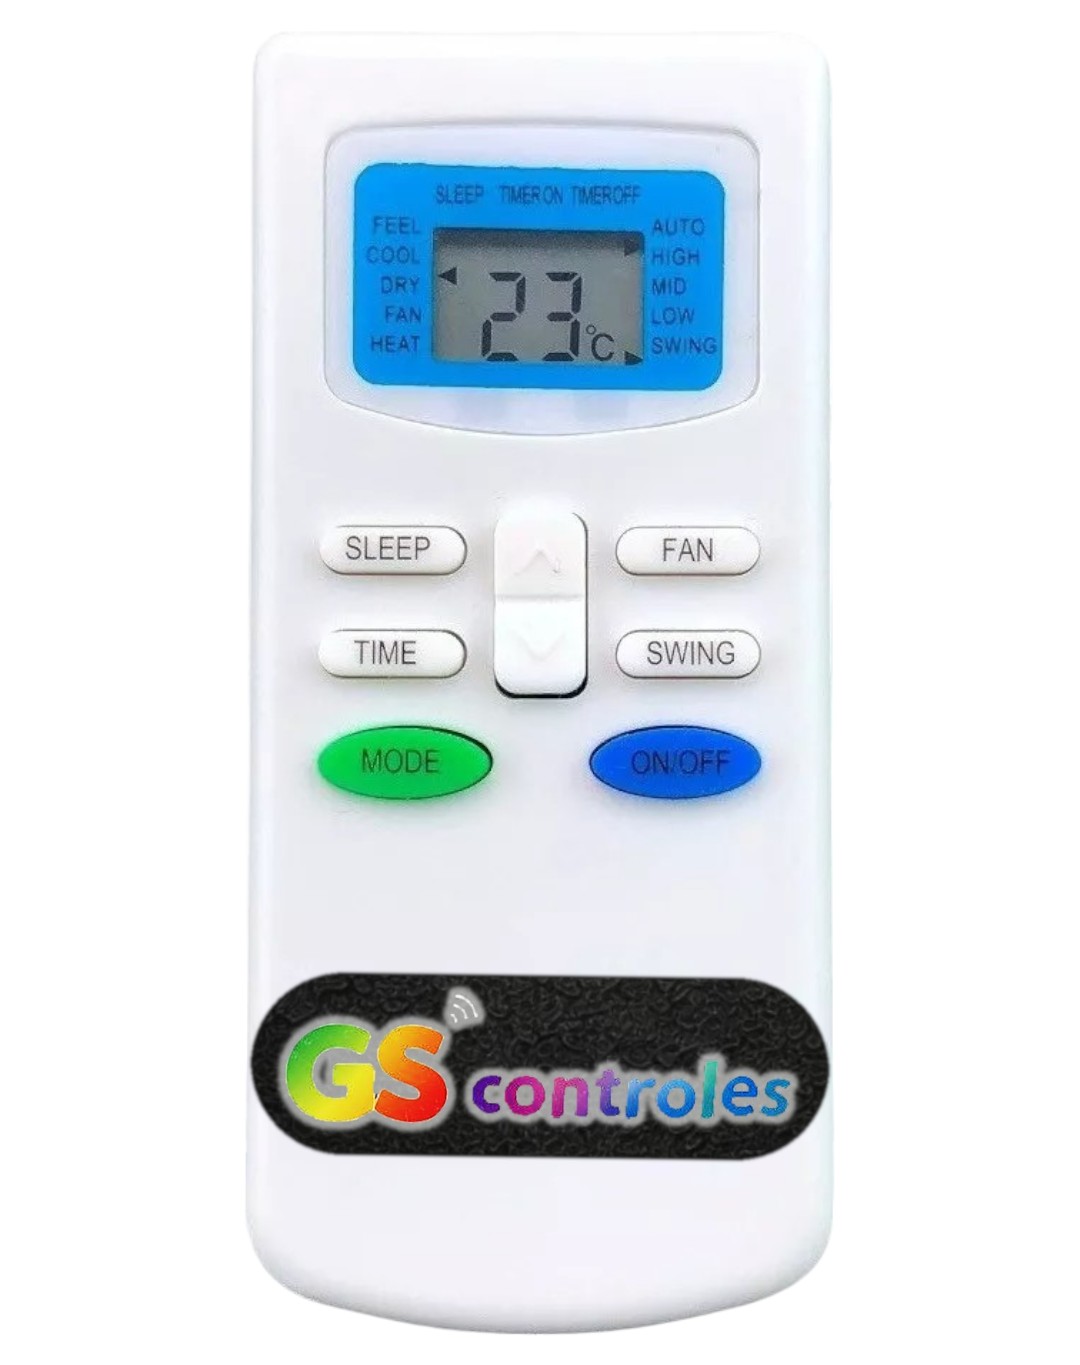 SLEEP TIMER ON TIMER OFF
FEEL
COOL
DRY
FAN
HEAT
23°C
AUTO
HIGH
MID
LOW
SWING
SLEEP
FAN
TIME
SWING
MODE
ON/OFF
GS controles